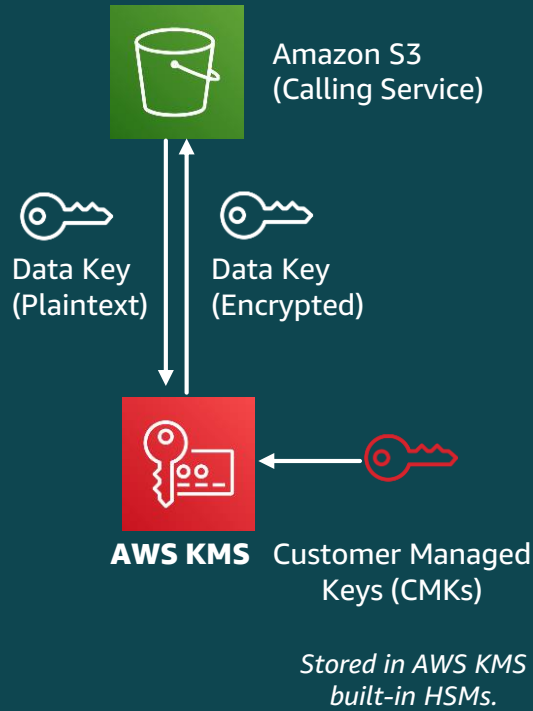 Amazon S3
(Calling Service)
Data Key
(Plaintext)
Data Key
(Encrypted)
AWS KMS
Customer Managed
Keys (CMKs)
Stored in AWS KMS
built-in HSMs.